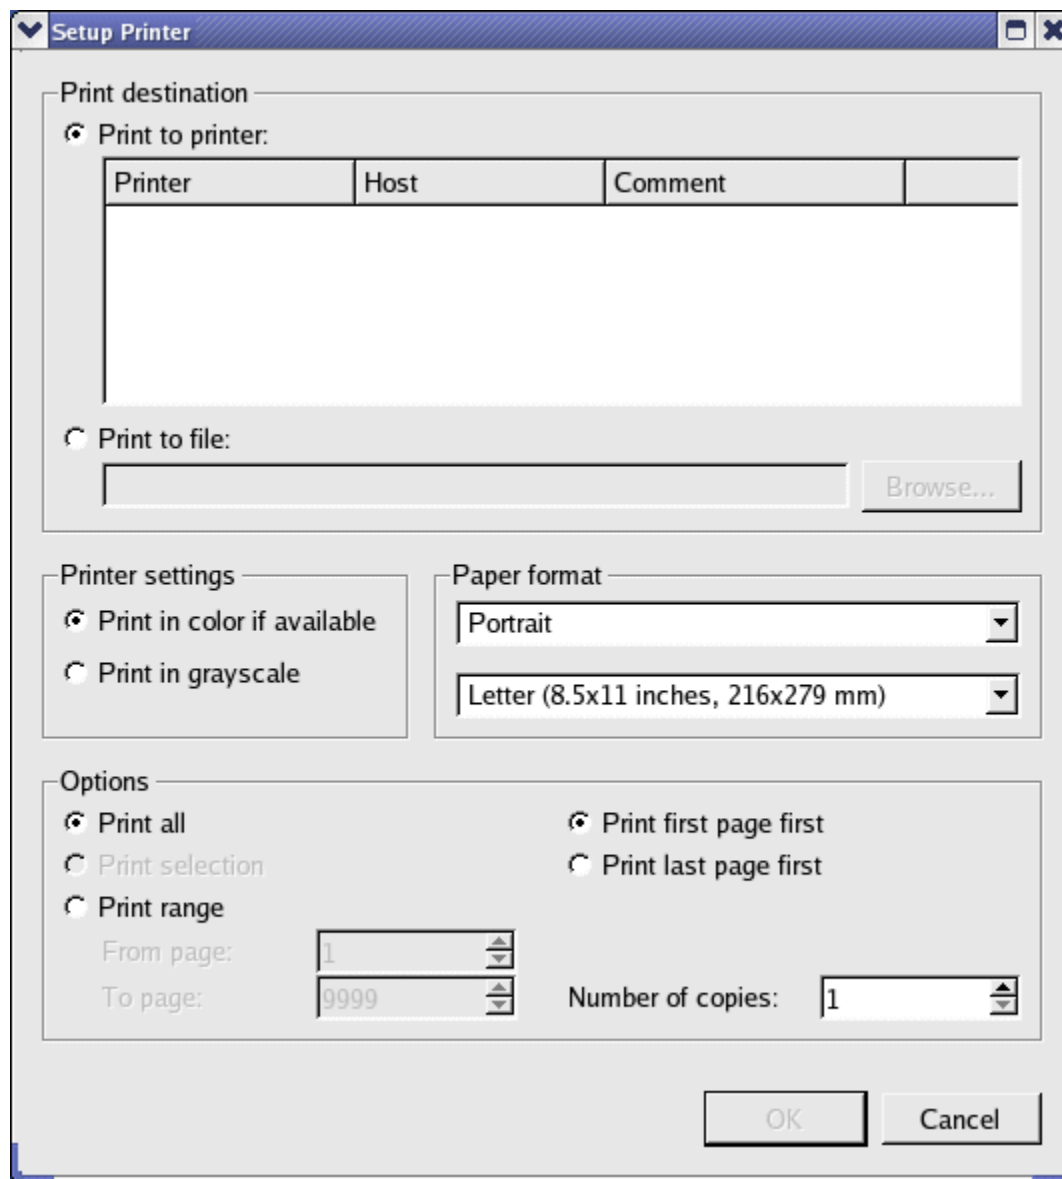 Setup Printer
Print destination
Print to printer:
Printer Host Comment
Print to file:
Browse...
Printer settings
Print in color if available
Print in grayscale
Paper format
Portrait
Letter (8.5x11 inches, 216x279 mm)
Options
Print all
Print selection
Print range
From page: 1
To page: 9999
Print first page first
Print last page first
Number of copies: 1
OK Cancel